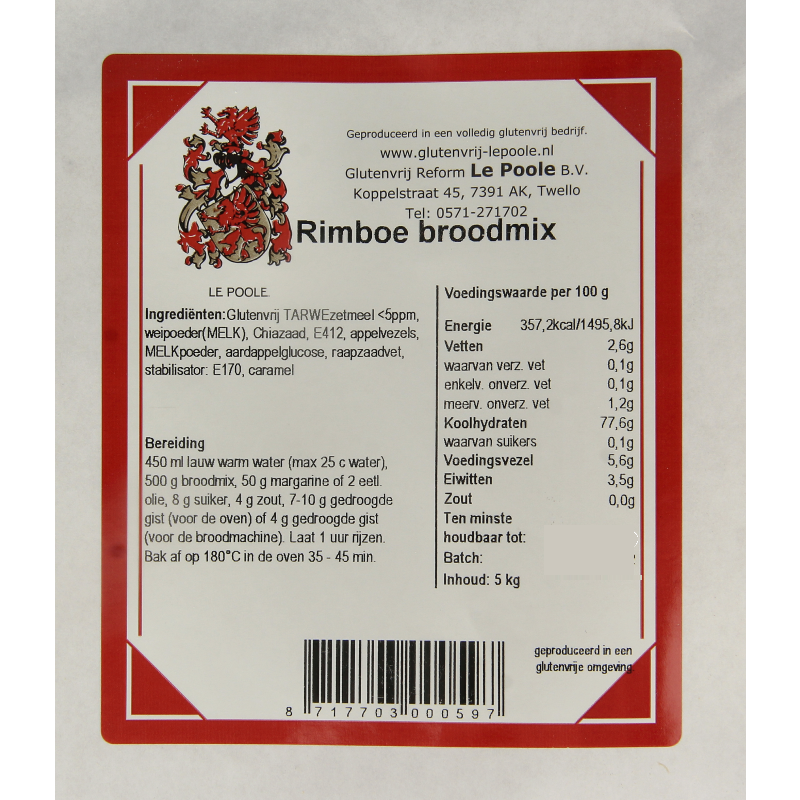 Geproduceerd in een volledig glutenvrij bedrijf.
www.glutenvrij-lepoole.nl
Glutenvrij Reform Le Poole B.V.
Koppelstraat 45, 7391 AK, Twello
Tel: 0571-271702
Rimboe broodmix
LE POOLE
Ingrediënten:Glutenvrij TARWEzetmeel <5ppm,
weipoeder(MELK), Chiazaad, E412, appelvezels,
MELKpoeder, aardappelglucose, raapzaadvet,
stabilisator: E170, caramel
Bereiding
450 ml lauw warm water (max 25 c water),
500 g broodmix, 50 g margarine of 2 eetl.
olie, 8 g suiker, 4 g zout, 7-10 g gedroogde
gist (voor de oven) of 4 g gedroogde gist
(voor de broodmachine). Laat 1 uur rijzen.
Bak af op 180°C in de oven 35 - 45 min.
Voedingswaarde per 100 g
Energie 357,2kcal/1495,8kJ
Vetten 2,6g
waarvan verz. vet 0,1g
enkelv. onverz. vet 0,1g
meerv. onverz. vet 1,2g
Koolhydraten 77,6g
waarvan suikers 0,1g
Voedingsvezel 5,6g
Eiwitten 3,5g
Zout 0,0g
Ten minste
houdbaar tot:
Batch:
Inhoud: 5 kg
geproduceerd in een
glutenvrije omgeving
8 717703 000597